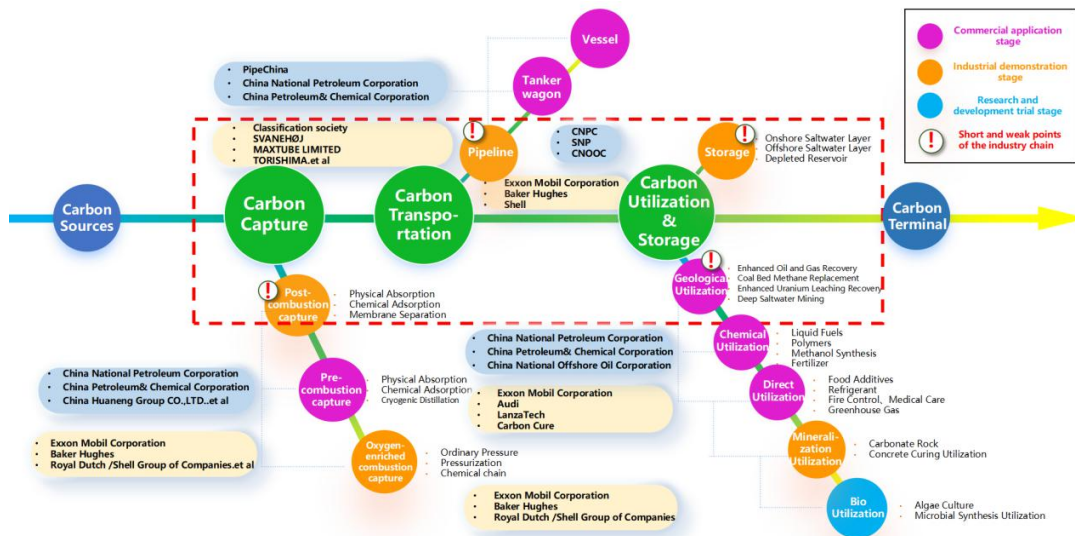 Vessel
Tanker
wagon
• PipeChina
• China National Petroleum Corporation
• China Petroleum& Chemical Corporation
Commercial application
stage
Industrial demonstration
stage
Research and
development trial stage
! Short and weak points
of the industry chain
• Classification society
• SVANEHØJ
• MAXTUBE LIMITED
• TORISHIMA.et al
!
Pipeline
• CNPC
• SNP
• CNOOC
!
Storage
· Onshore Saltwater Layer
· Offshore Saltwater Layer
· Depleted Reservoir
• Exxon Mobil Corporation
• Baker Hughes
• Shell
Carbon
Sources
Carbon
Capture
Carbon
Transpo-
rtation
Carbon
Utilization
&
Storage
Carbon
Terminal
!
Post-
combustion
capture
· Physical Absorption
· Chemical Adsorption
· Membrane Separation
!
Geological
Utilization
· Enhanced Oil and Gas Recovery
· Coal Bed Methane Replacement
· Enhanced Uranium Leaching Recovery
· Deep Saltwater Mining
• China National Petroleum Corporation
• China Petroleum& Chemical Corporation
• China National Offshore Oil Corporation
Chemical
Utilization
· Liquid Fuels
· Polymers
· Methanol Synthesis
· Fertilizer
• China National Petroleum Corporation
• China Petroleum& Chemical Corporation
• China Huaneng Group CO.,LTD..et al
Pre-
combustion
capture
· Physical Absorption
· Chemical Adsorption
· Cryogenic Distillation
• Exxon Mobil Corporation
• Audi
• LanzaTech
• Carbon Cure
Direct
Utilization
· Food Additives
· Refrigerant
· Fire Control、Medical Care
· Greenhouse Gas
• Exxon Mobil Corporation
• Baker Hughes
• Royal Dutch /Shell Group of Companies.et al
Oxygen-
enriched
combustion
capture
· Ordinary Pressure
· Pressurization
· Chemical chain
Minerali-
zation
Utilization
· Carbonate Rock
· Concrete Curing Utilization
• Exxon Mobil Corporation
• Baker Hughes
• Royal Dutch /Shell Group of Companies
Bio
Utilization
· Algae Culture
· Microbial Synthesis Utilization